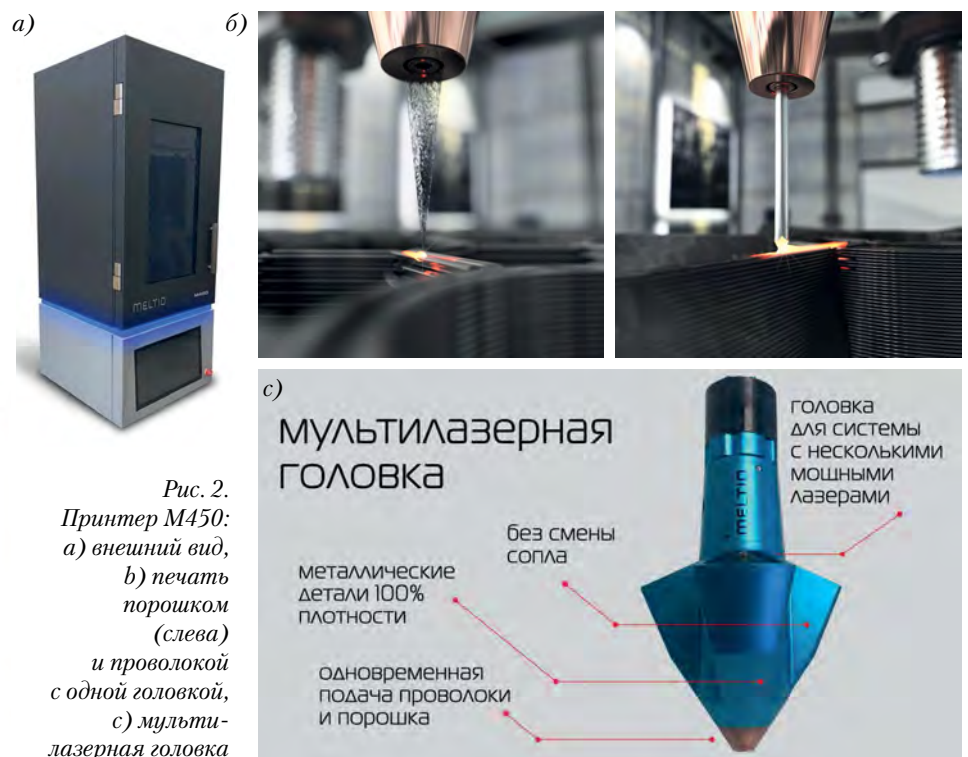 а)
б)
MELTIO
с)
мультилазерная
головка
головка
для системы
с несколькими
мощными
лазерами
без смены
сопла
металлические
детали 100%
плотности
одновременная
подача проволоки
и порошка
MELTIO
Рис. 2.
Принтер М450:
а) внешний вид,
b) печать
порошком
(слева)
и проволокой
с одной головкой,
с) мульти-
лазерная головка